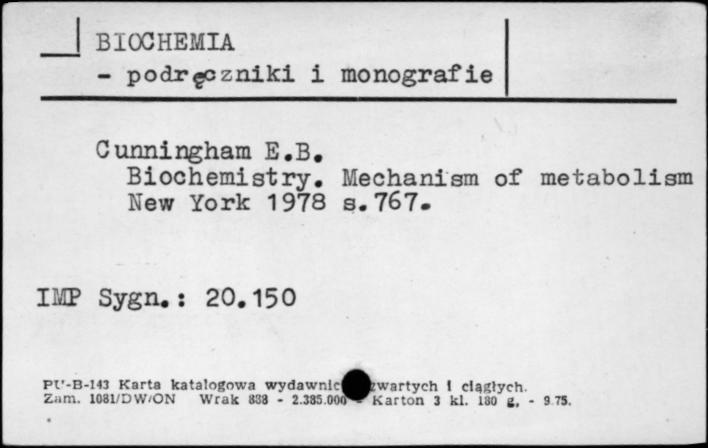 BIOCHEMIA
- podręczniki i monografie
Cunningham E.B.
Biochemistry. Mechanism of metabolism
New York 1978 s.767.
IMP Sygn.: 20.150
PU-B-143 Karta katalogowa wydawnic zwartych i ciągłych.
Zam. 1081/DW/ON Wrak 888 - 2.385.000 - Karton 3 kl. 180 g, - 9.75.